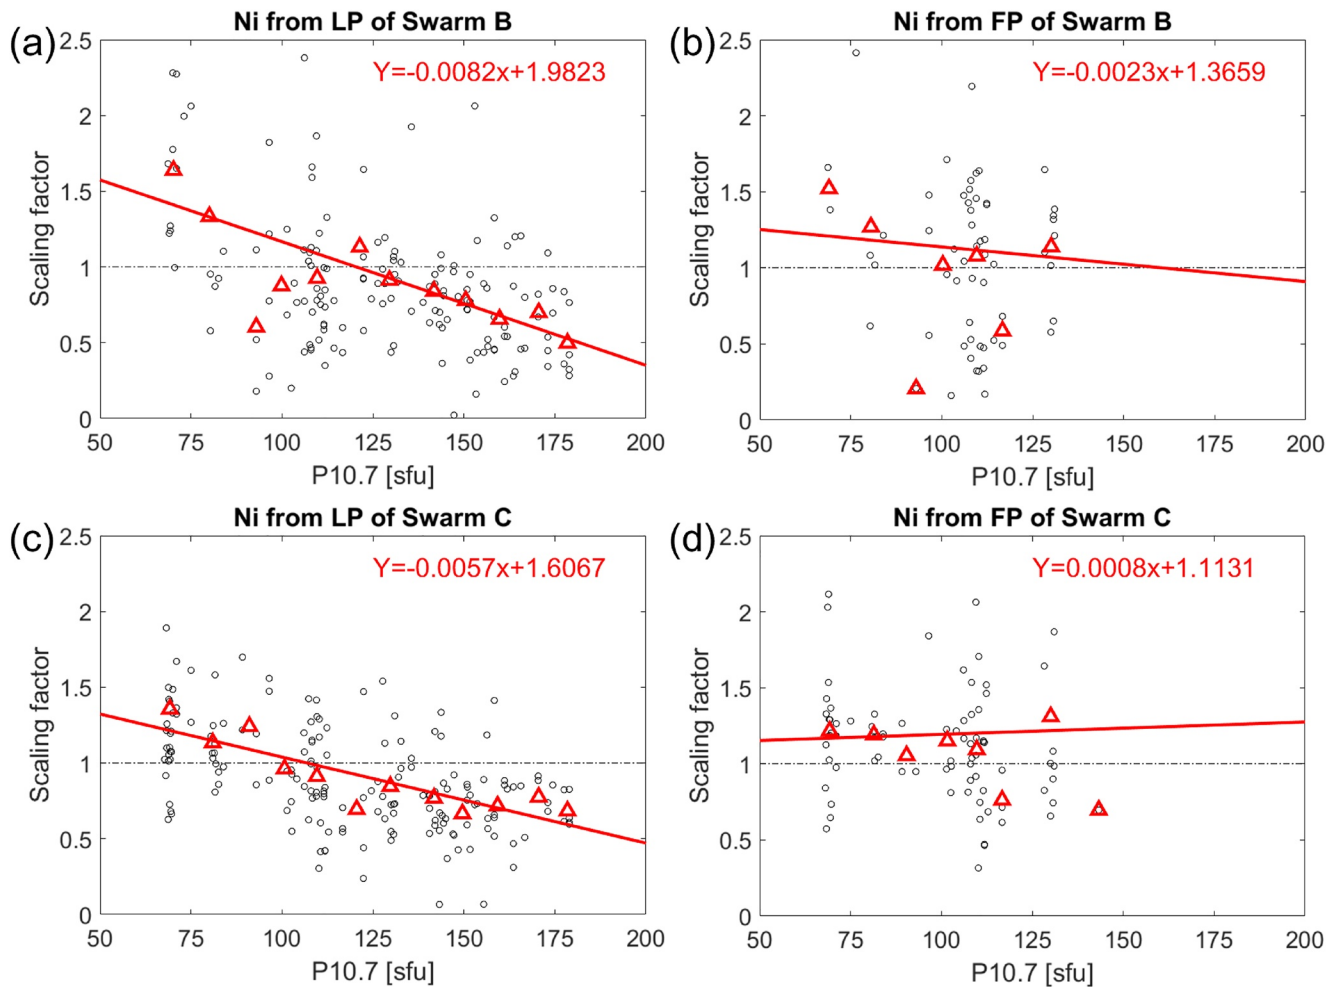 (a)
Ni from LP of Swarm B
Y=-0.0082x+1.9823
Scaling factor
2.5
2
1.5
1
0.5
0
50 75 100 125 150 175 200
P10.7 [sfu]
(b)
Ni from FP of Swarm B
Y=-0.0023x+1.3659
Scaling factor
2.5
2
1.5
1
0.5
0
50 75 100 125 150 175 200
P10.7 [sfu]
(c)
Ni from LP of Swarm C
Y=-0.0057x+1.6067
Scaling factor
2.5
2
1.5
1
0.5
0
50 75 100 125 150 175 200
P10.7 [sfu]
(d)
Ni from FP of Swarm C
Y=0.0008x+1.1131
Scaling factor
2.5
2
1.5
1
0.5
0
50 75 100 125 150 175 200
P10.7 [sfu]